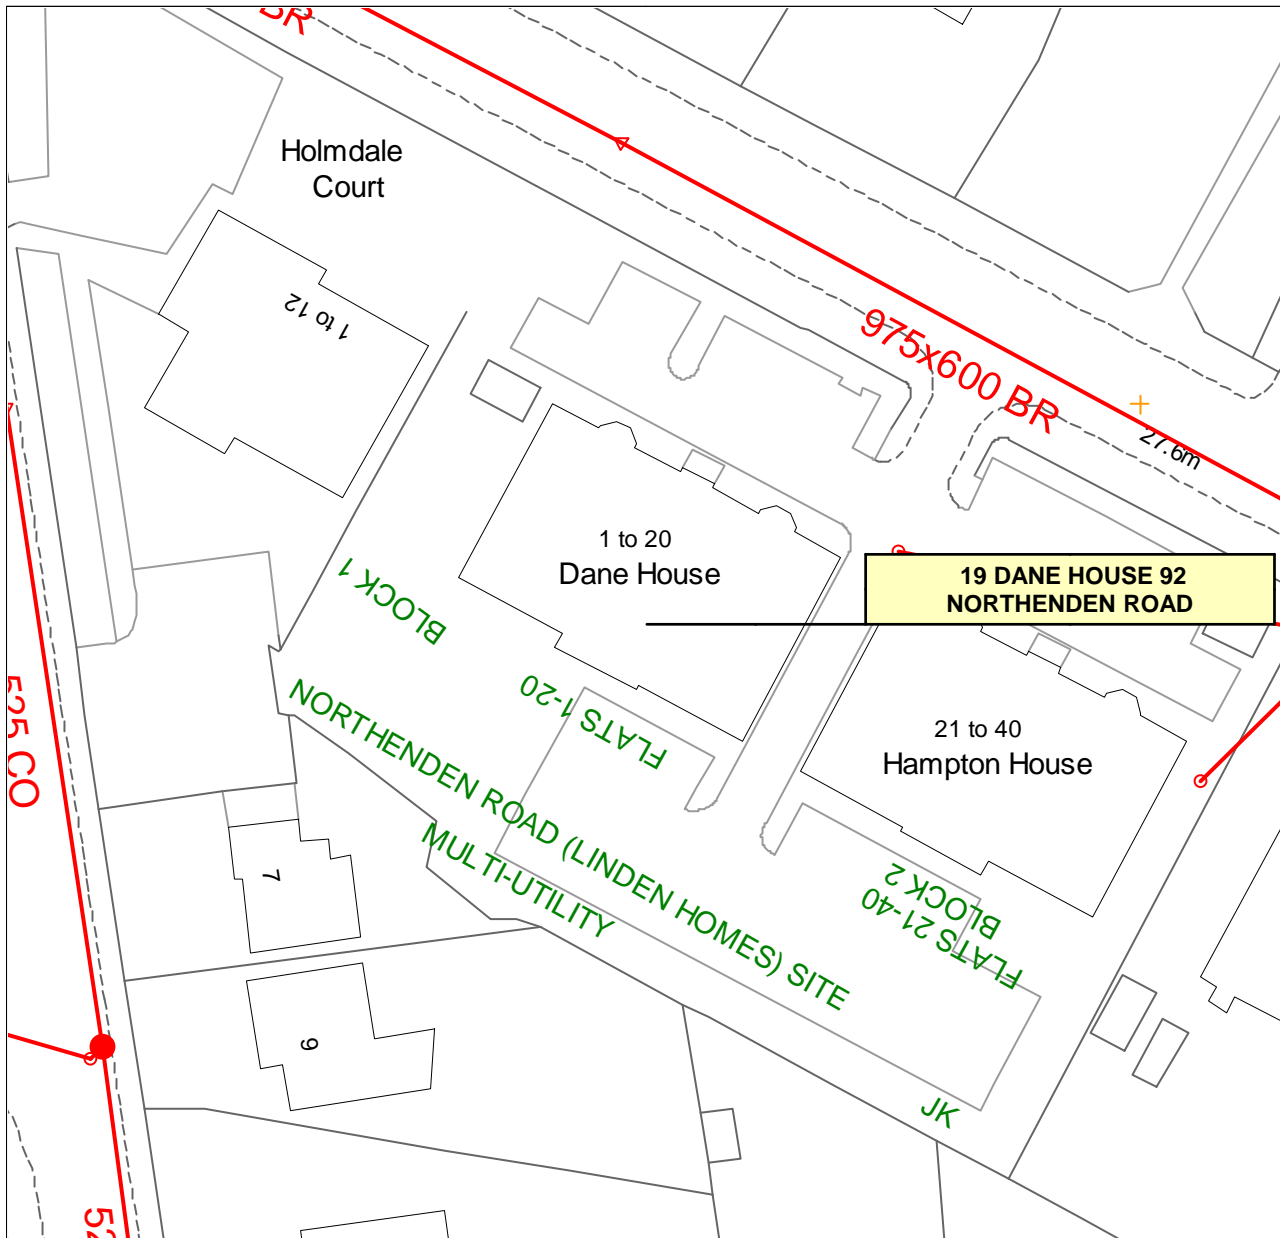 BR
Holmdale
Court
1 to 12
975x600 BR
27.6m
1 to 20
Dane House
19 DANE HOUSE 92
NORTHENDEN ROAD
BLOCK 1
FLATS 1-20
525 CO
NORTHENDEN ROAD (LINDEN HOMES) SITE
MULTI-UTILITY
21 to 40
Hampton House
BLOCK 2
FLATS 21-40
7
9
JK
52